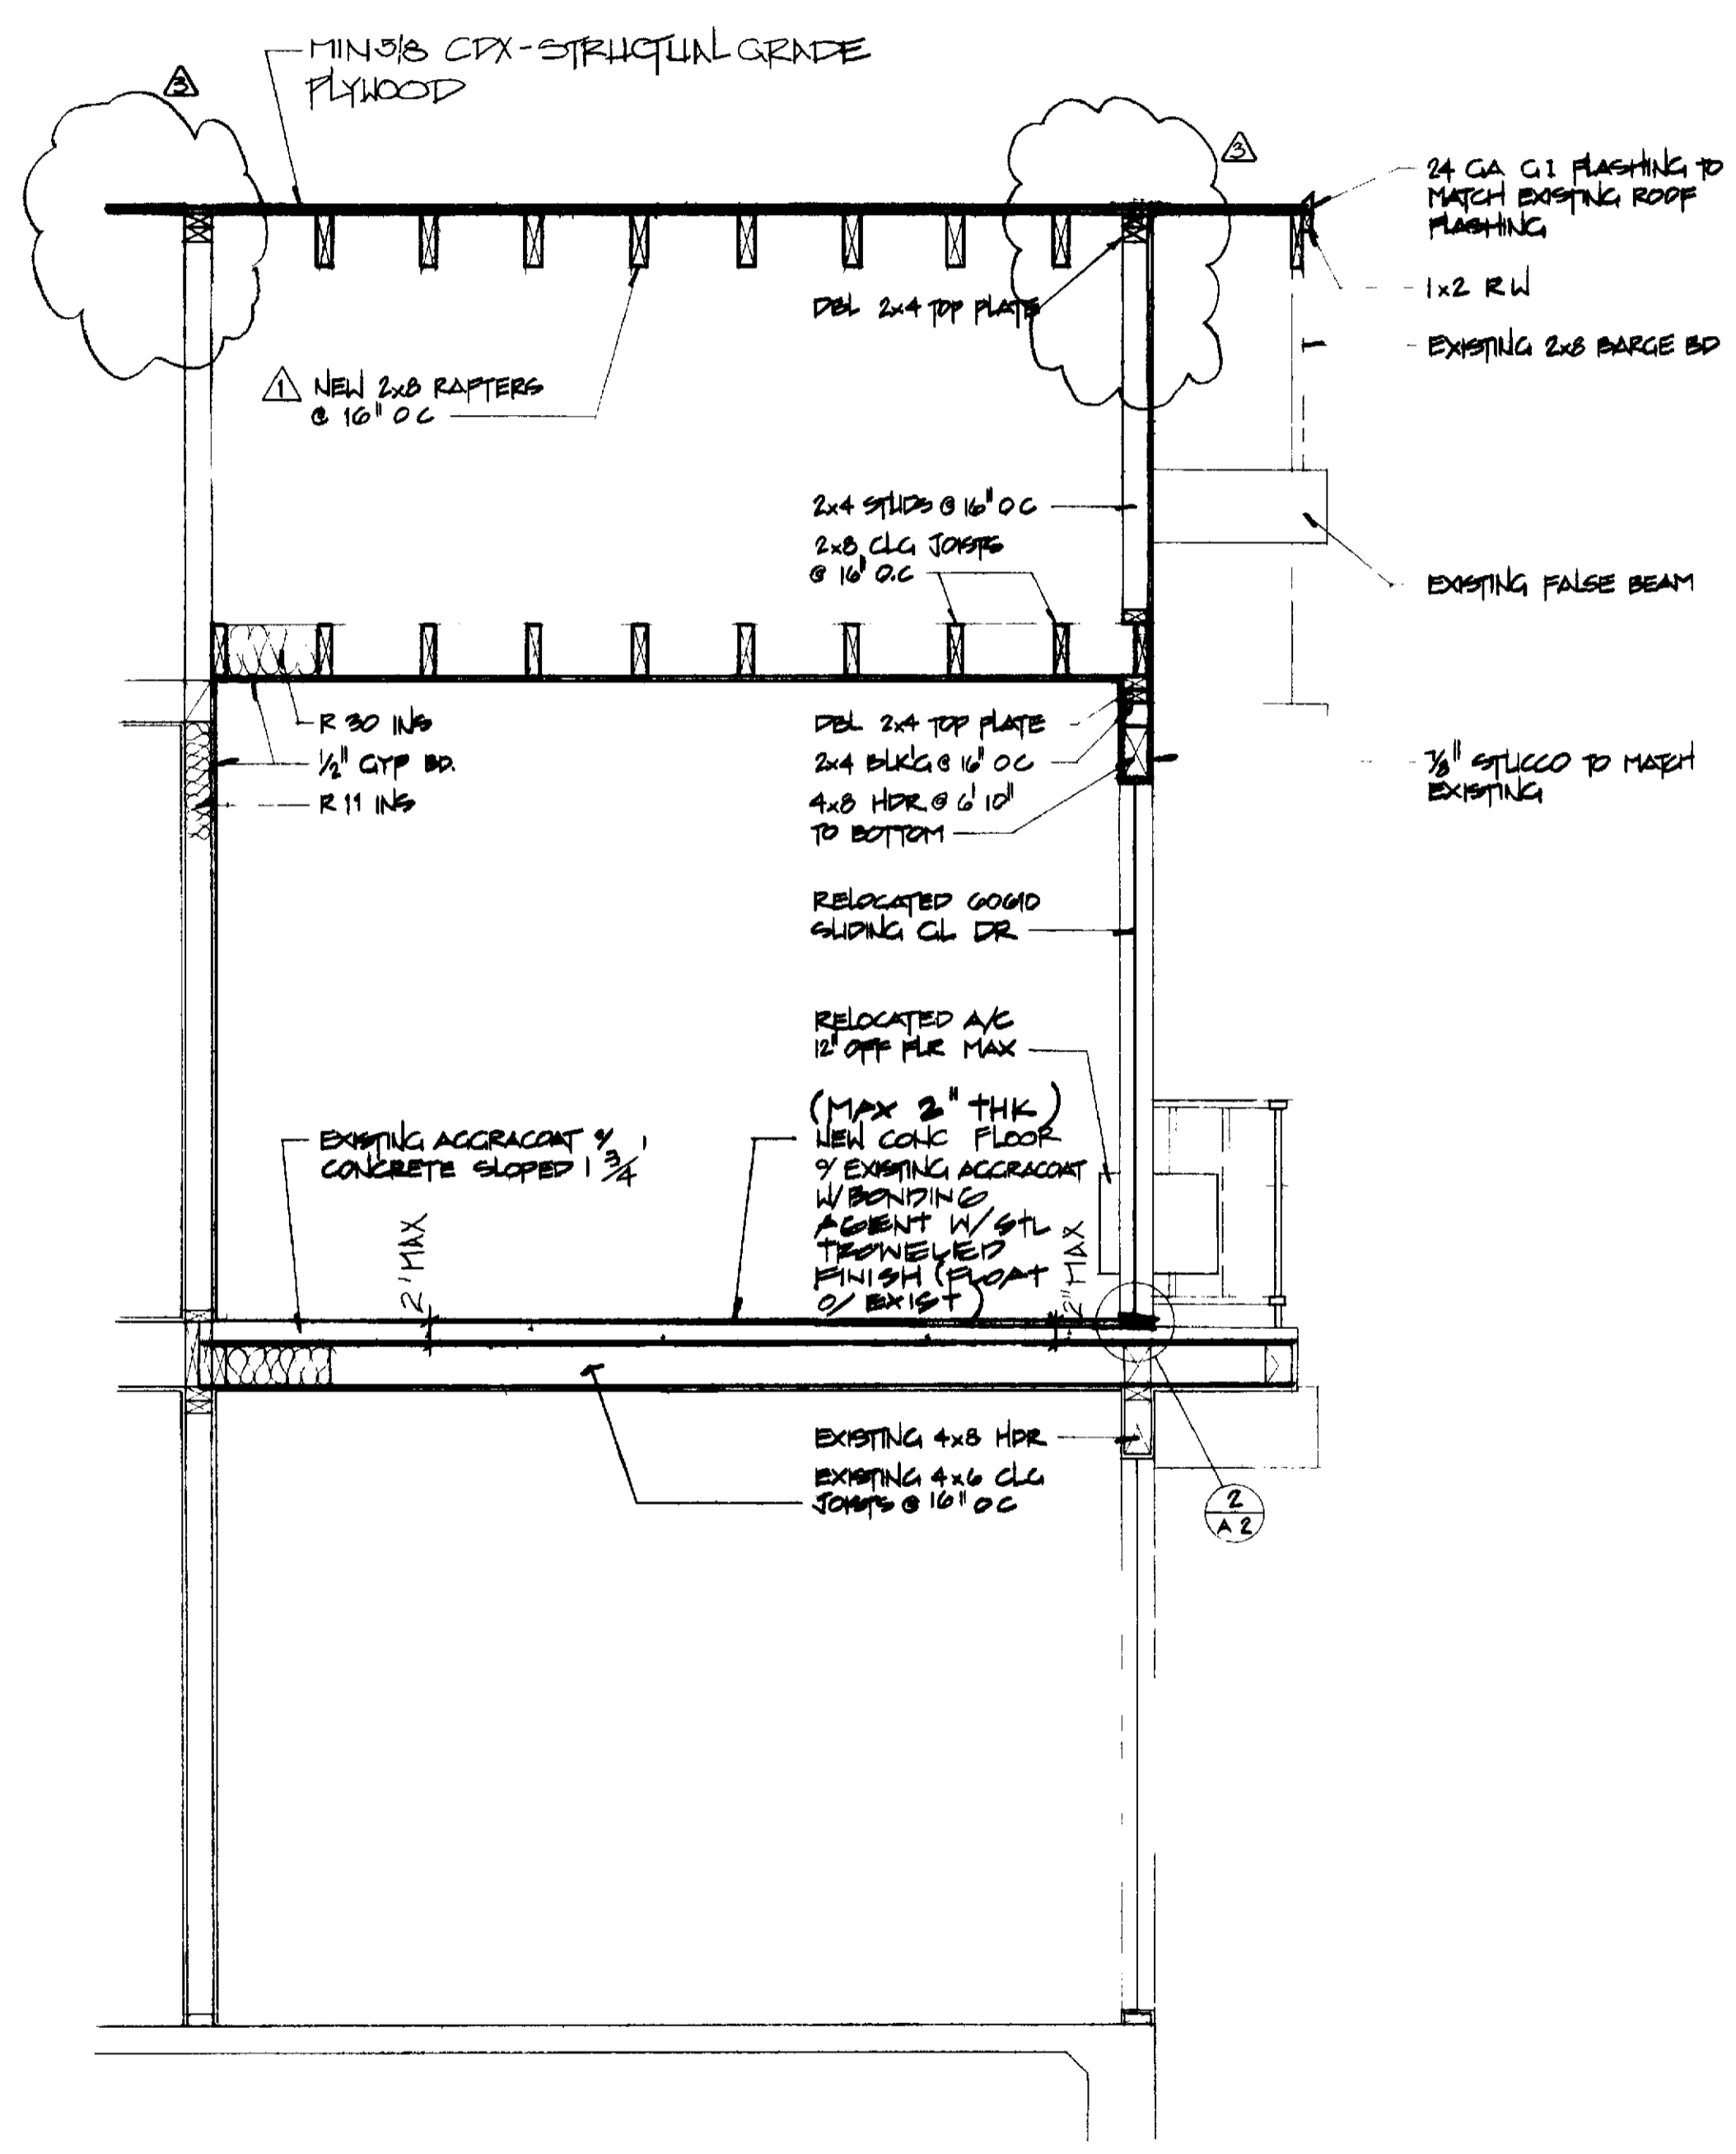 MIN 5/8 CDX-STRUCTUAL GRADE
PLYWOOD
3
3
24 GA GI FLASHING TO
MATCH EXISTING ROOF
FLASHING
1x2 RW
EXISTING 2x8 BARGE BD
DBL 2x4 TOP PLATE
1 NEW 2x8 RAFTERS
@ 16" OC
2x4 STUDS @ 16" OC
2x8 CLG JOISTS
@ 16" O.C
EXISTING FALSE BEAM
R 30 INS
1/2" GYP BD.
R 11 INS
DBL 2x4 TOP PLATE
2x4 BLK'G @ 16" OC
4x8 HDR @ 6'10"
TO BOTTOM
7/8" STUCCO TO MATCH
EXISTING
RELOCATED 60610
SLIDING GL DR
RELOCATED A/C
12" OFF FLR MAX
(MAX 2" THK)
NEW CONC FLOOR
O/ EXISTING AGGRACOAT
W/BONDING
AGENT W/ STL
TROWELED
FINISH (FLOAT
O/ EXIST)
EXISTING AGGRACOAT O/
CONCRETE SLOPED 1 3/4"
2" MAX
2" MAX
EXISTING 4x8 HDR
EXISTING 4x6 CLG
JOISTS @ 16" OC
2
A 2